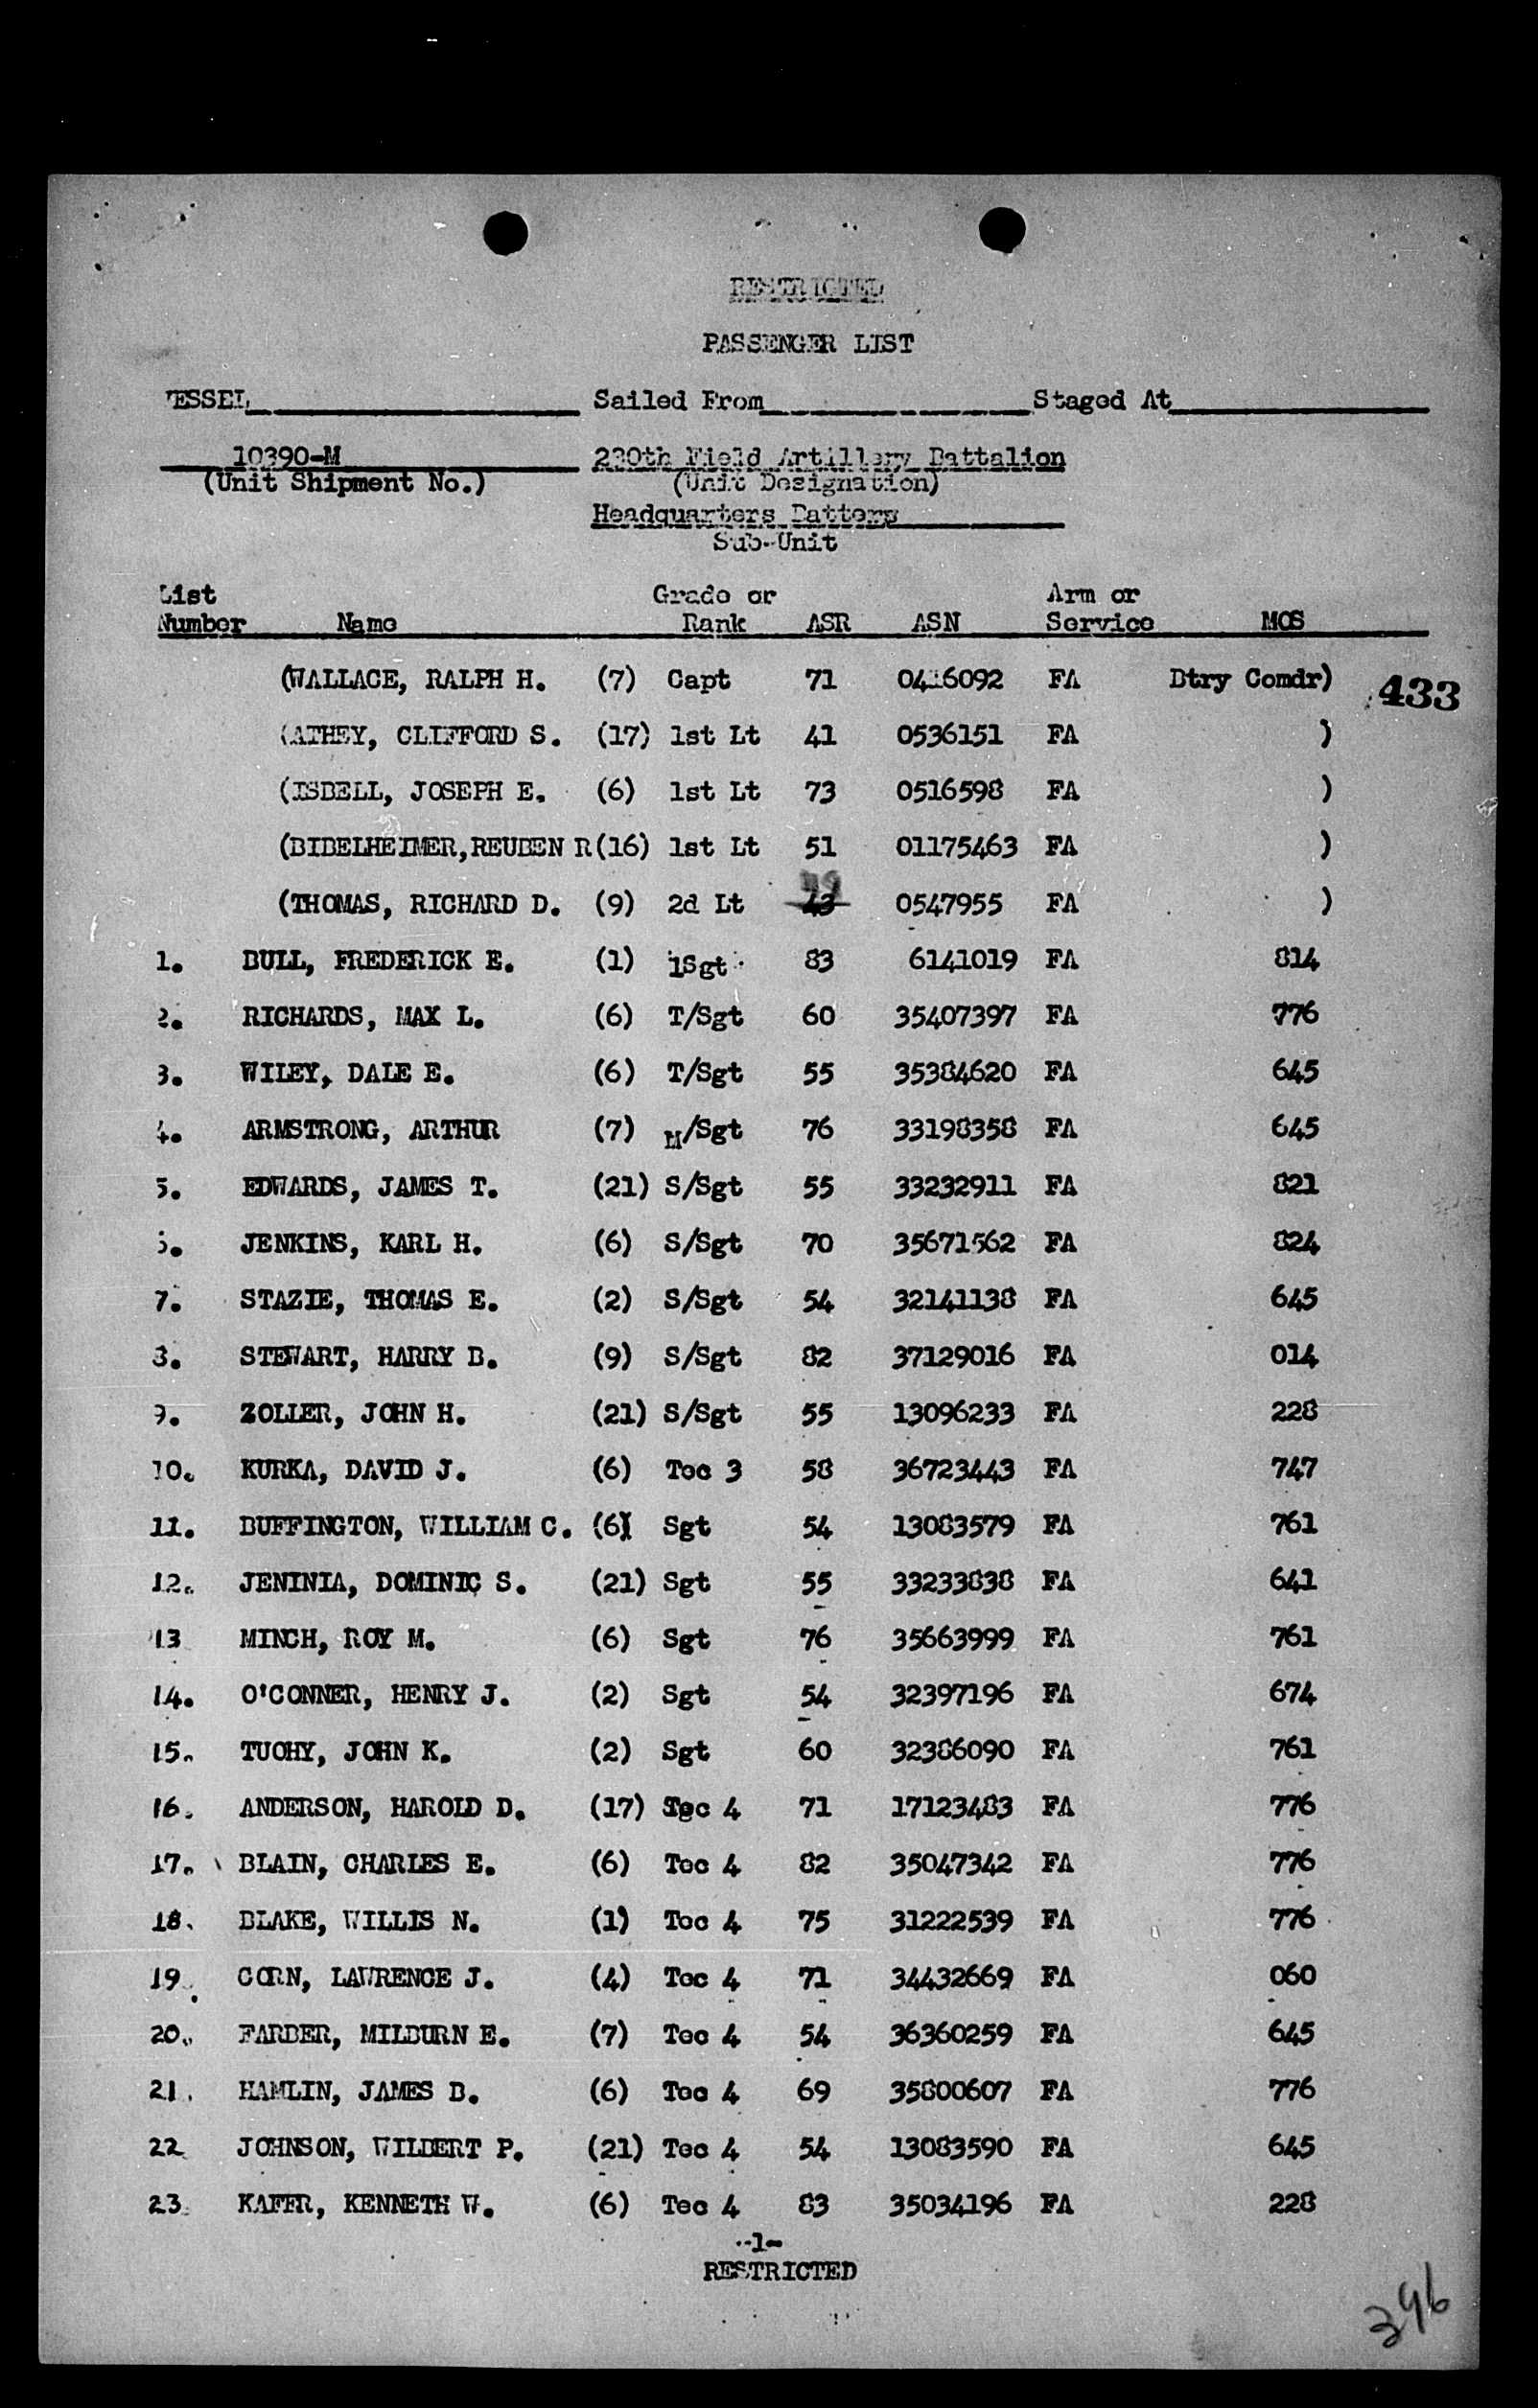 RESTRICTED
PASSENGER LIST
VESSEL Sailed From Staged At
10390-M 230th Field Artillery Battalion
(Unit Shipment No.) (Unit Designation)
Headquarters Battery
Sub-Unit
List Grade or Arm or
Number Name Rank ASR ASN Service MOS
(WALLACE, RALPH H. (7) Capt 71 0416092 FA Btry Comdr) 433
(ATHEY, CLIFFORD S. (17) 1st Lt 41 0536151 FA )
(ISBELL, JOSEPH E. (6) 1st Lt 73 0516598 FA )
(BIBELHEIMER,REUBEN R(16) 1st Lt 51 01175463 FA )
(THOMAS, RICHARD D. (9) 2d Lt 0547955 FA )
1. BULL, FREDERICK E. (1) 1Sgt 83 6141019 FA 814
2. RICHARDS, MAX L. (6) T/Sgt 60 35407397 FA 776
3. WILEY, DALE E. (6) T/Sgt 55 35384620 FA 645
4. ARMSTRONG, ARTHUR (7) M/Sgt 76 33198358 FA 645
5. EDWARDS, JAMES T. (21) S/Sgt 55 33232911 FA 821
6. JENKINS, KARL H. (6) S/Sgt 70 35671562 FA 824
7. STAZIE, THOMAS E. (2) S/Sgt 54 32141138 FA 645
8. STEWART, HARRY B. (9) S/Sgt 82 37129016 FA 014
9. ZOLLER, JOHN H. (21) S/Sgt 55 13096233 FA 228
10. KURKA, DAVID J. (6) Tec 3 58 36723443 FA 747
11. BUFFINGTON, WILLIAM C. (6) Sgt 54 13083579 FA 761
12. JENINIA, DOMINIC S. (21) Sgt 55 33233838 FA 641
13 MINCH, ROY M. (6) Sgt 76 35663999 FA 761
14. O'CONNER, HENRY J. (2) Sgt 54 32397196 FA 674
15. TUOHY, JOHN K. (2) Sgt 60 32386090 FA 761
16. ANDERSON, HAROLD D. (17) Tec 4 71 17123483 FA 776
17. BLAIN, CHARLES E. (6) Tec 4 82 35047342 FA 776
18. BLAKE, WILLIS N. (1) Tec 4 75 31222539 FA 776
19. CORN, LAWRENCE J. (4) Tec 4 71 34432669 FA 060
20. FARBER, MILBURN E. (7) Tec 4 54 36360259 FA 645
21. HAMLIN, JAMES B. (6) Tec 4 69 35800607 FA 776
22. JOHNSON, WILBERT P. (21) Tec 4 54 13083590 FA 645
23. KAFER, KENNETH W. (6) Tec 4 83 35034196 FA 228
-1-
RESTRICTED
396